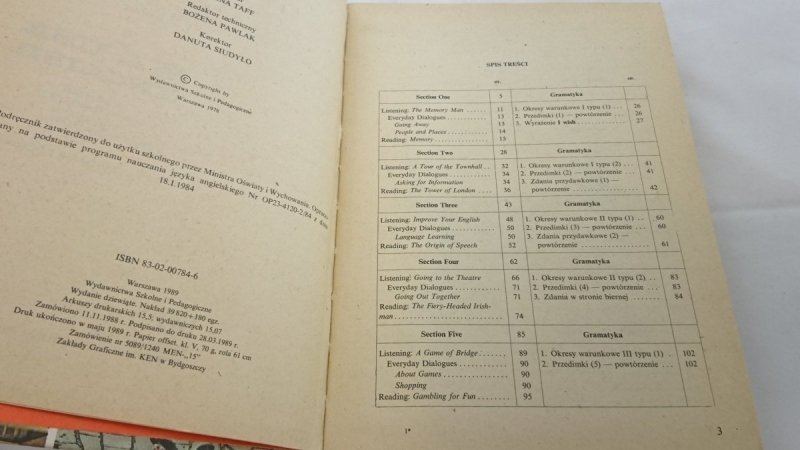 NA TAFF
Redaktor techniczny
BOŻENA PAWLAK
Korektor
DANUTA SIUDYŁO
© Copyright by
Wydawnictwa Szkolne i Pedagogiczne
Warszawa 1978
Podręcznik zatwierdzony do użytku szkolnego przez Ministra Oświaty i Wychowania.
any na podstawie programu nauczania języka angielskiego Nr OP23-4120-2/84 z dnia
18.1.1984
ISBN 83-02-00784-6
Warszawa 1989
Wydawnictwa Szkolne i Pedagogiczne
Wydanie dziewiąte. Nakład 39 820 + 180 egz.
Arkuszy drukarskich 15,5; wydawniczych 15,07
Zamówiono 11.11.1988 r. Podpisano do druku 28.03.1989 r.
Druk ukończono w maju 1989 r. Papier offset. kl. V, 70 g, rola 61 cm
Zamówienie nr 5089/1240 MEN-„15”
Zakłady Graficzne im. KEN w Bydgoszczy
SPIS TREŚCI
str. str.
Section One 5 Gramatyka
Listening: The Memory Man . . . . . 11 1. Okresy warunkowe I typu (1) . . . 26
Everyday Dialogues . . . . . 13 2. Przedimki (1) — powtórzenie . . . 26
Going Away 13 3. Wyrażenie I wish . . . . . 27
People and Places . . . . . 14
Reading: Memory . . . . . 13
Section Two 28 Gramatyka
Listening: A Tour of the Townhall . . 32 1. Okresy warunkowe I typu (2) . . . 41
Everyday Dialogues . . . . . 34 2. Przedimki (2) — powtórzenie . . . 41
Asking for Information . . . . . 34 3. Zdania przydawkowe (1) —
Reading: The Tower of London . . . . 36 powtórzenie . . . . . 42
Section Three 43 Gramatyka
Listening: Improve Your English . . . 48 1. Okresy warunkowe II typu (1) . . . 60
Everyday Dialogues . . . . . 50 2. Przedimki (3) — powtórzenie . . . 60
Language Learning . . . . . 50 3. Zdania przydawkowe (2) —
Reading: The Origin of Speech . . . . 52 powtórzenie . . . . . 61
Section Four 62 Gramatyka
Listening: Going to the Theatre . . . 66 1. Okresy warunkowe II typu (2) . . . 83
Everyday Dialogues . . . . . 71 2. Przedimki (4) — powtórzenie . . . 83
Going Out Together . . . . . 71 3. Zdania w stronie biernej . . . 84
Reading: The Fiery-Headed Irish-
man . . . . . 74
Section Five 85 Gramatyka
Listening: A Game of Bridge . . . . . 89 1. Okresy warunkowe III typu (1) . . . 102
Everyday Dialogues . . . . . 90 2. Przedimki (5) — powtórzenie . . . 102
About Games . . . . . 90
Shopping . . . . . 90
Reading: Gambling for Fun . . . . . 95
1*
3